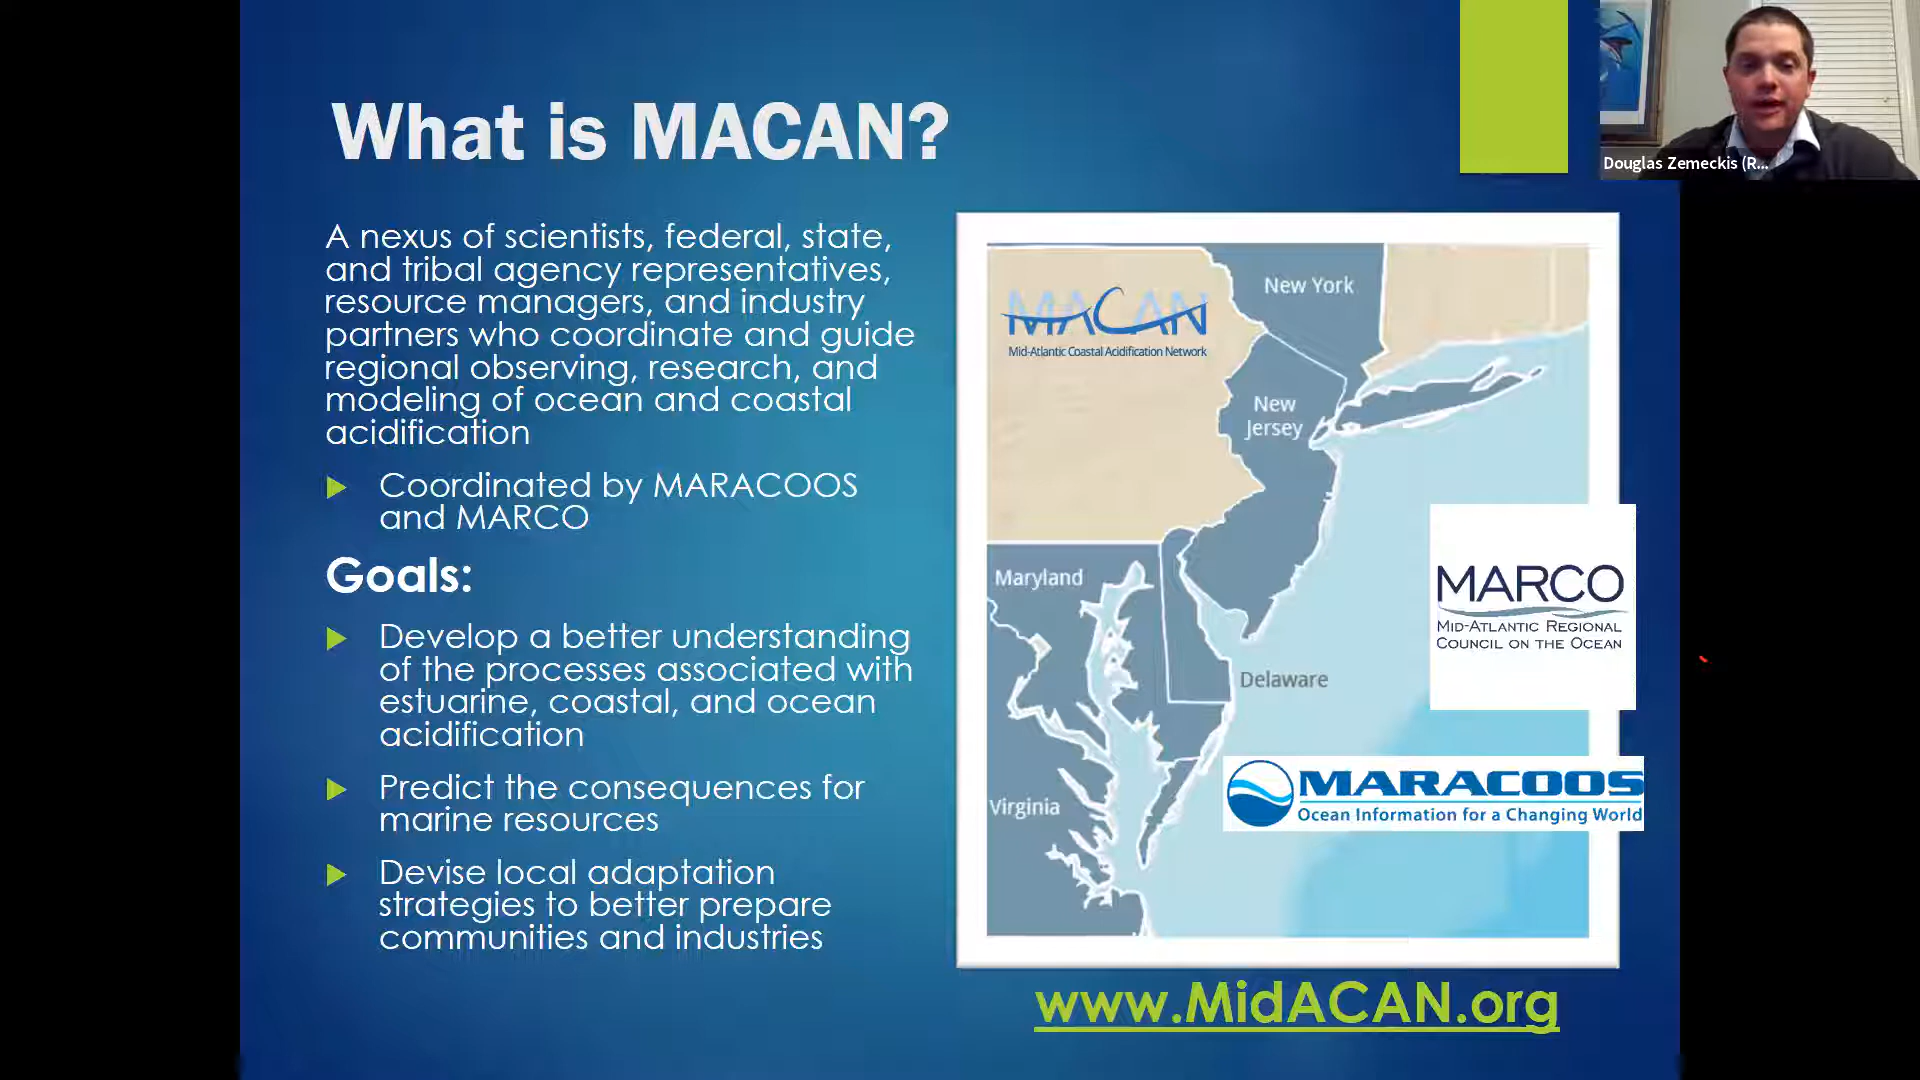 What is MACAN?
A nexus of scientists, federal, state,
and tribal agency representatives,
resource managers, and industry
partners who coordinate and guide
regional observing, research, and
modeling of ocean and coastal
acidification
Coordinated by MARACOOS
and MARCO
Goals:
Develop a better understanding
of the processes associated with
estuarine, coastal, and ocean
acidification
Predict the consequences for
marine resources
Devise local adaptation
strategies to better prepare
communities and industries
MACAN
Mid-Atlantic Coastal Acidification Network
New York
New
Jersey
Maryland
Delaware
Virginia
MARCO
MID-ATLANTIC REGIONAL
COUNCIL ON THE OCEAN
MARACOOS
Ocean Information for a Changing World
www.MidACAN.org
Douglas Zemeckis (R...